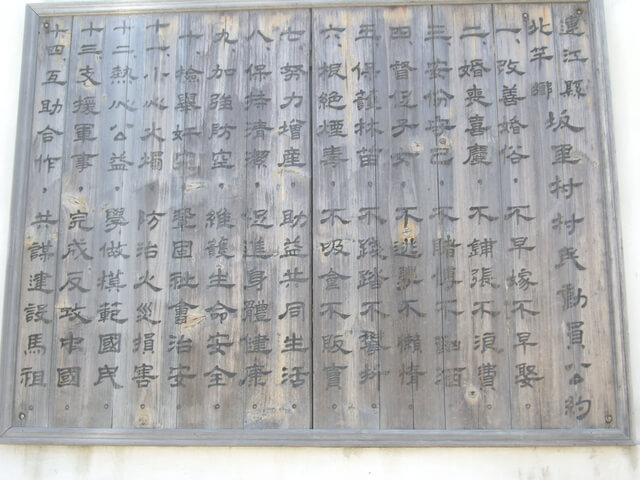 連江縣
北竿鄉
坂里村村民動員公約
一、改善婚俗，不早嫁不早娶
二、婚喪喜慶，不鋪張不浪費
三、安份守己，不賭博不酗酒
四、督促子女，不逃學不懶惰
五、保護林苗，不踐踏不攀折
六、根絕煙毒，不吸食不販賣
七、努力增產，助益共同生活
八、保持清潔，促進身體健康
九、加強防空，維護生命安全
十、檢舉奸宄，鞏固社會治安
十一、小心火燭，防治火災損害
十二、熱心公益，學做模範國民
十三、支援軍事，完成反攻中國
十四、互助合作，共謀建設馬祖